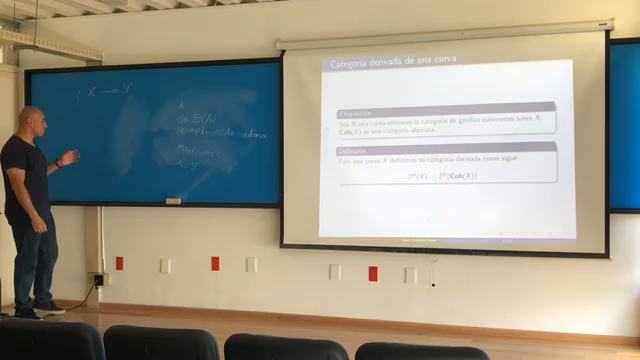 X → Y
A
Ob D(A)
complejos de cadena
Morfismos
X, Y
Categoría derivada de una curva
Proposición
Sea X una curva entonces la categoría de gavillas coherentes sobre X
Coh(X) es una categoría abeliana.
Definición
Para una curva X definimos su categoría derivada como sigue:
D^b(X) := D^b(Coh(X))